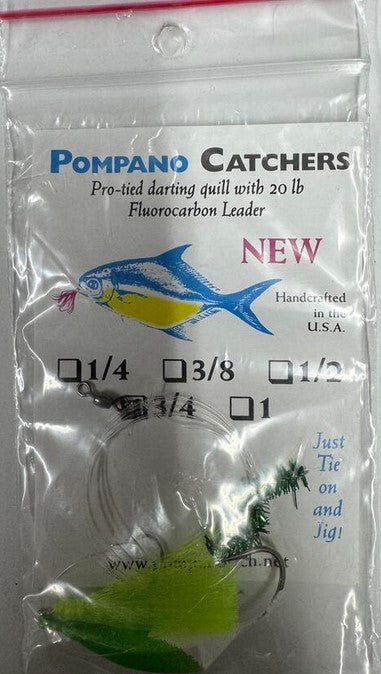 POMPANO CATCHERS
Pro-tied darting quill with 20 lb
Fluorocarbon Leader
NEW
Handcrafted
in the
U.S.A.
❏1/4 ❏3/8 ❏1/2
❏3/4 ❏1
Just
Tie
on
and
Jig!